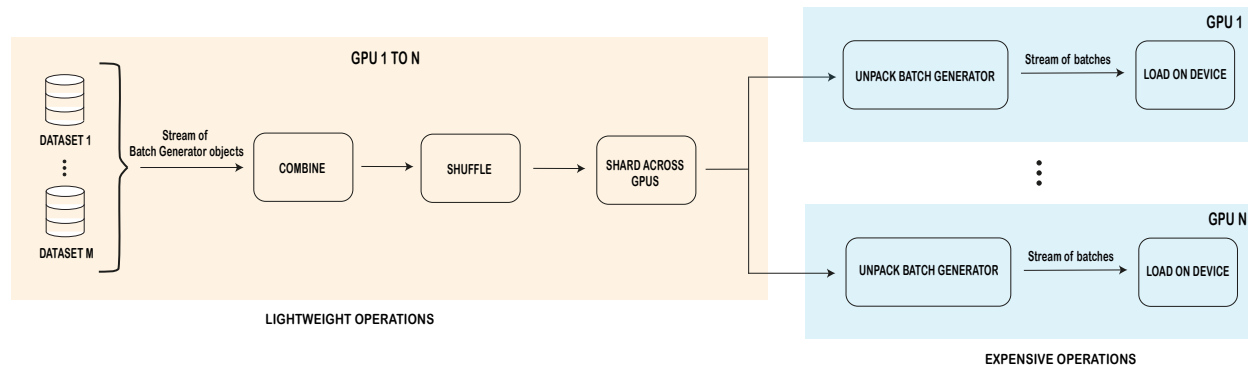 GPU 1 TO N
DATASET 1
DATASET M
Stream of
Batch Generator objects
COMBINE
SHUFFLE
SHARD ACROSS
GPUS
LIGHTWEIGHT OPERATIONS
GPU 1
UNPACK BATCH GENERATOR
Stream of batches
LOAD ON DEVICE
GPU N
UNPACK BATCH GENERATOR
Stream of batches
LOAD ON DEVICE
EXPENSIVE OPERATIONS